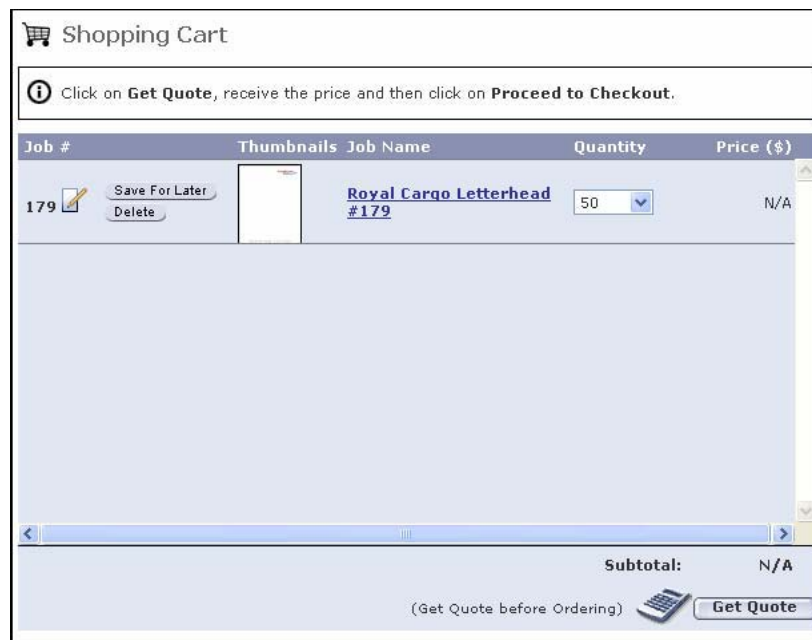 Shopping Cart
Click on Get Quote, receive the price and then click on Proceed to Checkout.
Job # Thumbnails Job Name Quantity Price ($)
179 Save For Later Delete Royal Cargo Letterhead #179 50 N/A
Subtotal: N/A
(Get Quote before Ordering) Get Quote